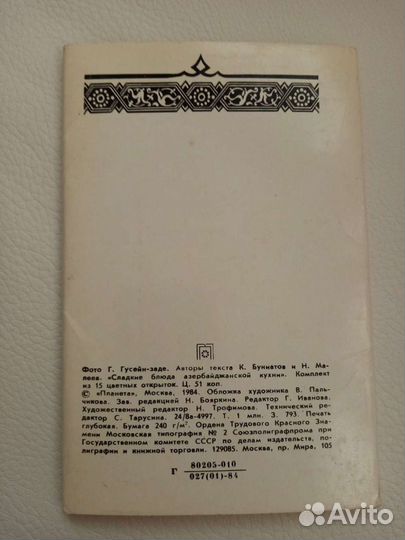 Фото Г. Гусейн-заде. Авторы текста К. Буниатов и Н. Ма-
леев. «Сладкие блюда азербайджанской кухни». Комплект
из 15 цветных открыток. Ц. 51 коп.
© «Планета», Москва, 1984. Обложка художника В. Паль-
чикова. Зав. редакцией Н. Бояркина. Редактор Г. Иванова.
Художественный редактор Н. Трофимова. Технический ре-
дактор С. Тарусина. 24/8а-4997. Т. 1 млн. З. 793. Печать
глубокая. Бумага 240 г/м². Ордена Трудового Красного Зна-
мени Московская типография № 2 Союзполиграфпрома при
Государственном комитете СССР по делам издательств, по-
лиграфии и книжной торговли. 129085. Москва, пр. Мира, 105
Г 80205-010
027(01)-84
Avito